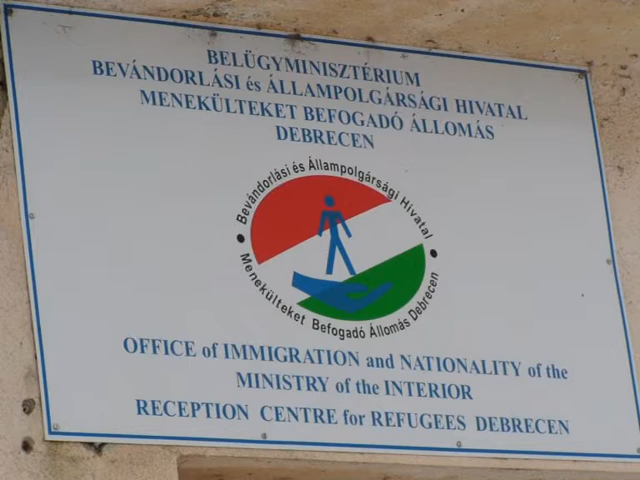 BELÜGYMINISZTÉRIUM
BEVÁNDORLÁSI és ÁLLAMPOLGÁRSÁGI HIVATAL
MENEKÜLTEKET BEFOGADÓ ÁLLOMÁS
DEBRECEN
Bevándorlási és Állampolgársági Hivatal
Menekülteket Befogadó Állomás Debrecen
OFFICE of IMMIGRATION and NATIONALITY of the
MINISTRY of the INTERIOR
RECEPTION CENTRE for REFUGEES DEBRECEN